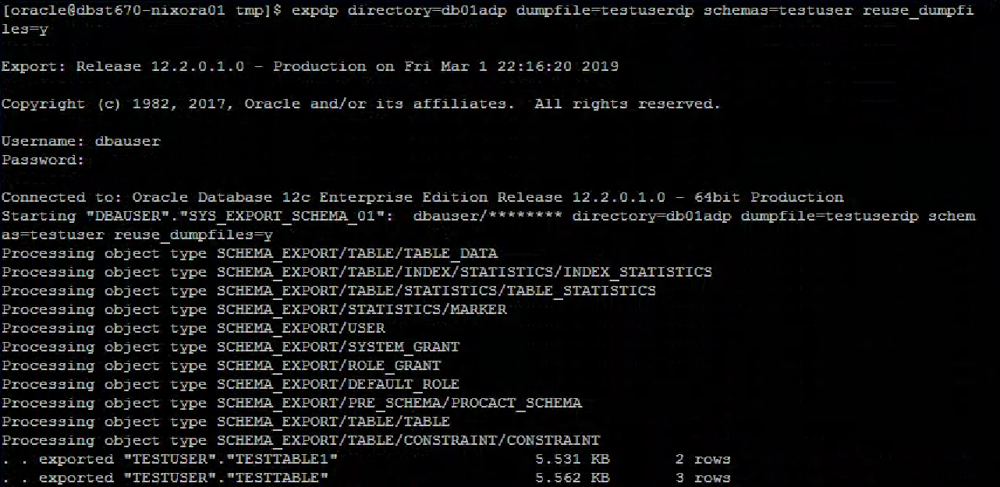 [oracle@dbst670-nixora01 tmp]$ expdp directory=db01adp dumpfile=testuserdp schemas=testuser reuse_dumpfi
les=y
Export: Release 12.2.0.1.0 - Production on Fri Mar 1 22:16:20 2019
Copyright (c) 1982, 2017, Oracle and/or its affiliates.  All rights reserved.
Username: dbauser
Password:
Connected to: Oracle Database 12c Enterprise Edition Release 12.2.0.1.0 - 64bit Production
Starting "DBAUSER"."SYS_EXPORT_SCHEMA_01":  dbauser/******** directory=db01adp dumpfile=testuserdp schem
as=testuser reuse_dumpfiles=y
Processing object type SCHEMA_EXPORT/TABLE/TABLE_DATA
Processing object type SCHEMA_EXPORT/TABLE/INDEX/STATISTICS/INDEX_STATISTICS
Processing object type SCHEMA_EXPORT/TABLE/STATISTICS/TABLE_STATISTICS
Processing object type SCHEMA_EXPORT/STATISTICS/MARKER
Processing object type SCHEMA_EXPORT/USER
Processing object type SCHEMA_EXPORT/SYSTEM_GRANT
Processing object type SCHEMA_EXPORT/ROLE_GRANT
Processing object type SCHEMA_EXPORT/DEFAULT_ROLE
Processing object type SCHEMA_EXPORT/PRE_SCHEMA/PROCACT_SCHEMA
Processing object type SCHEMA_EXPORT/TABLE/TABLE
Processing object type SCHEMA_EXPORT/TABLE/CONSTRAINT/CONSTRAINT
. . exported "TESTUSER"."TESTTABLE1"                     5.531 KB       2 rows
. . exported "TESTUSER"."TESTTABLE"                      5.562 KB       3 rows